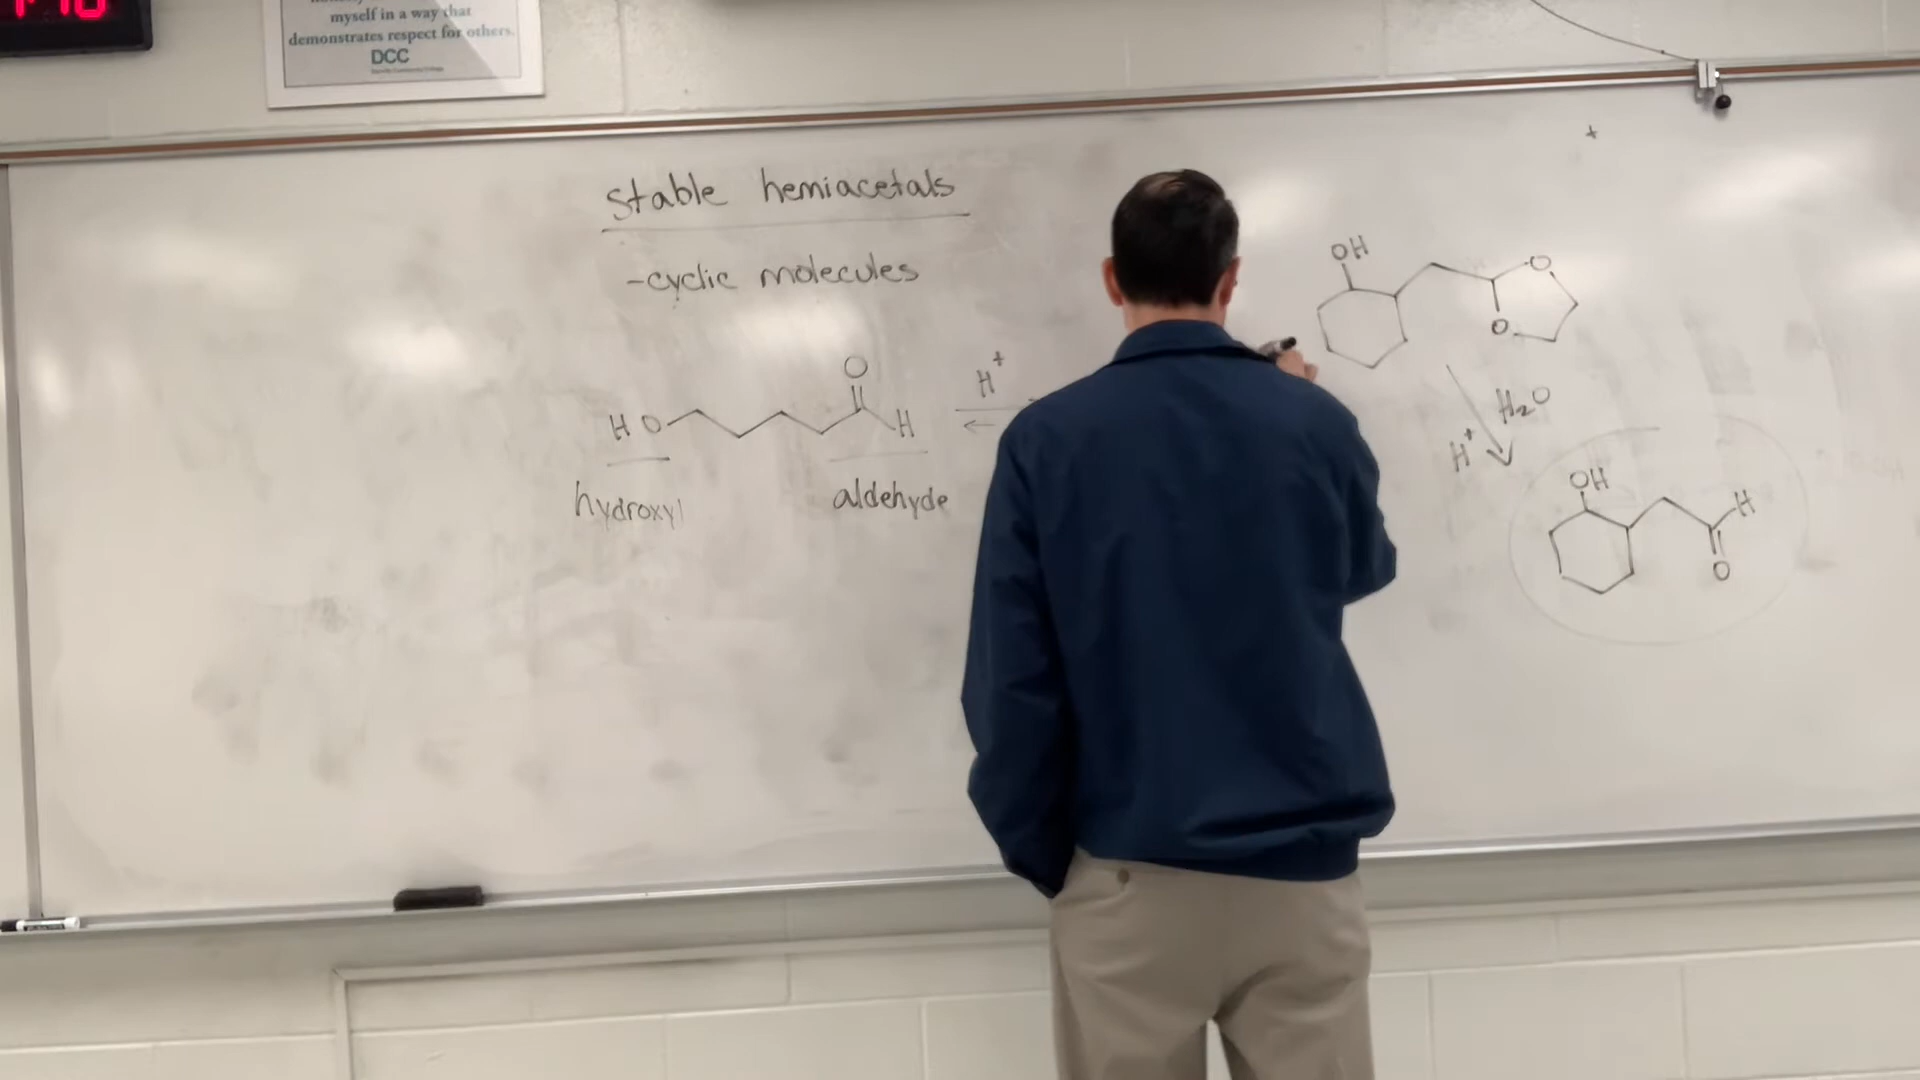 myself in a way that
demonstrates respect for others.
DCC
stable hemiacetals
-cyclic molecules
HO
O
H
H+
hydroxyl
aldehyde
+
OH
O
O
H+
H₂O
OH
H
O